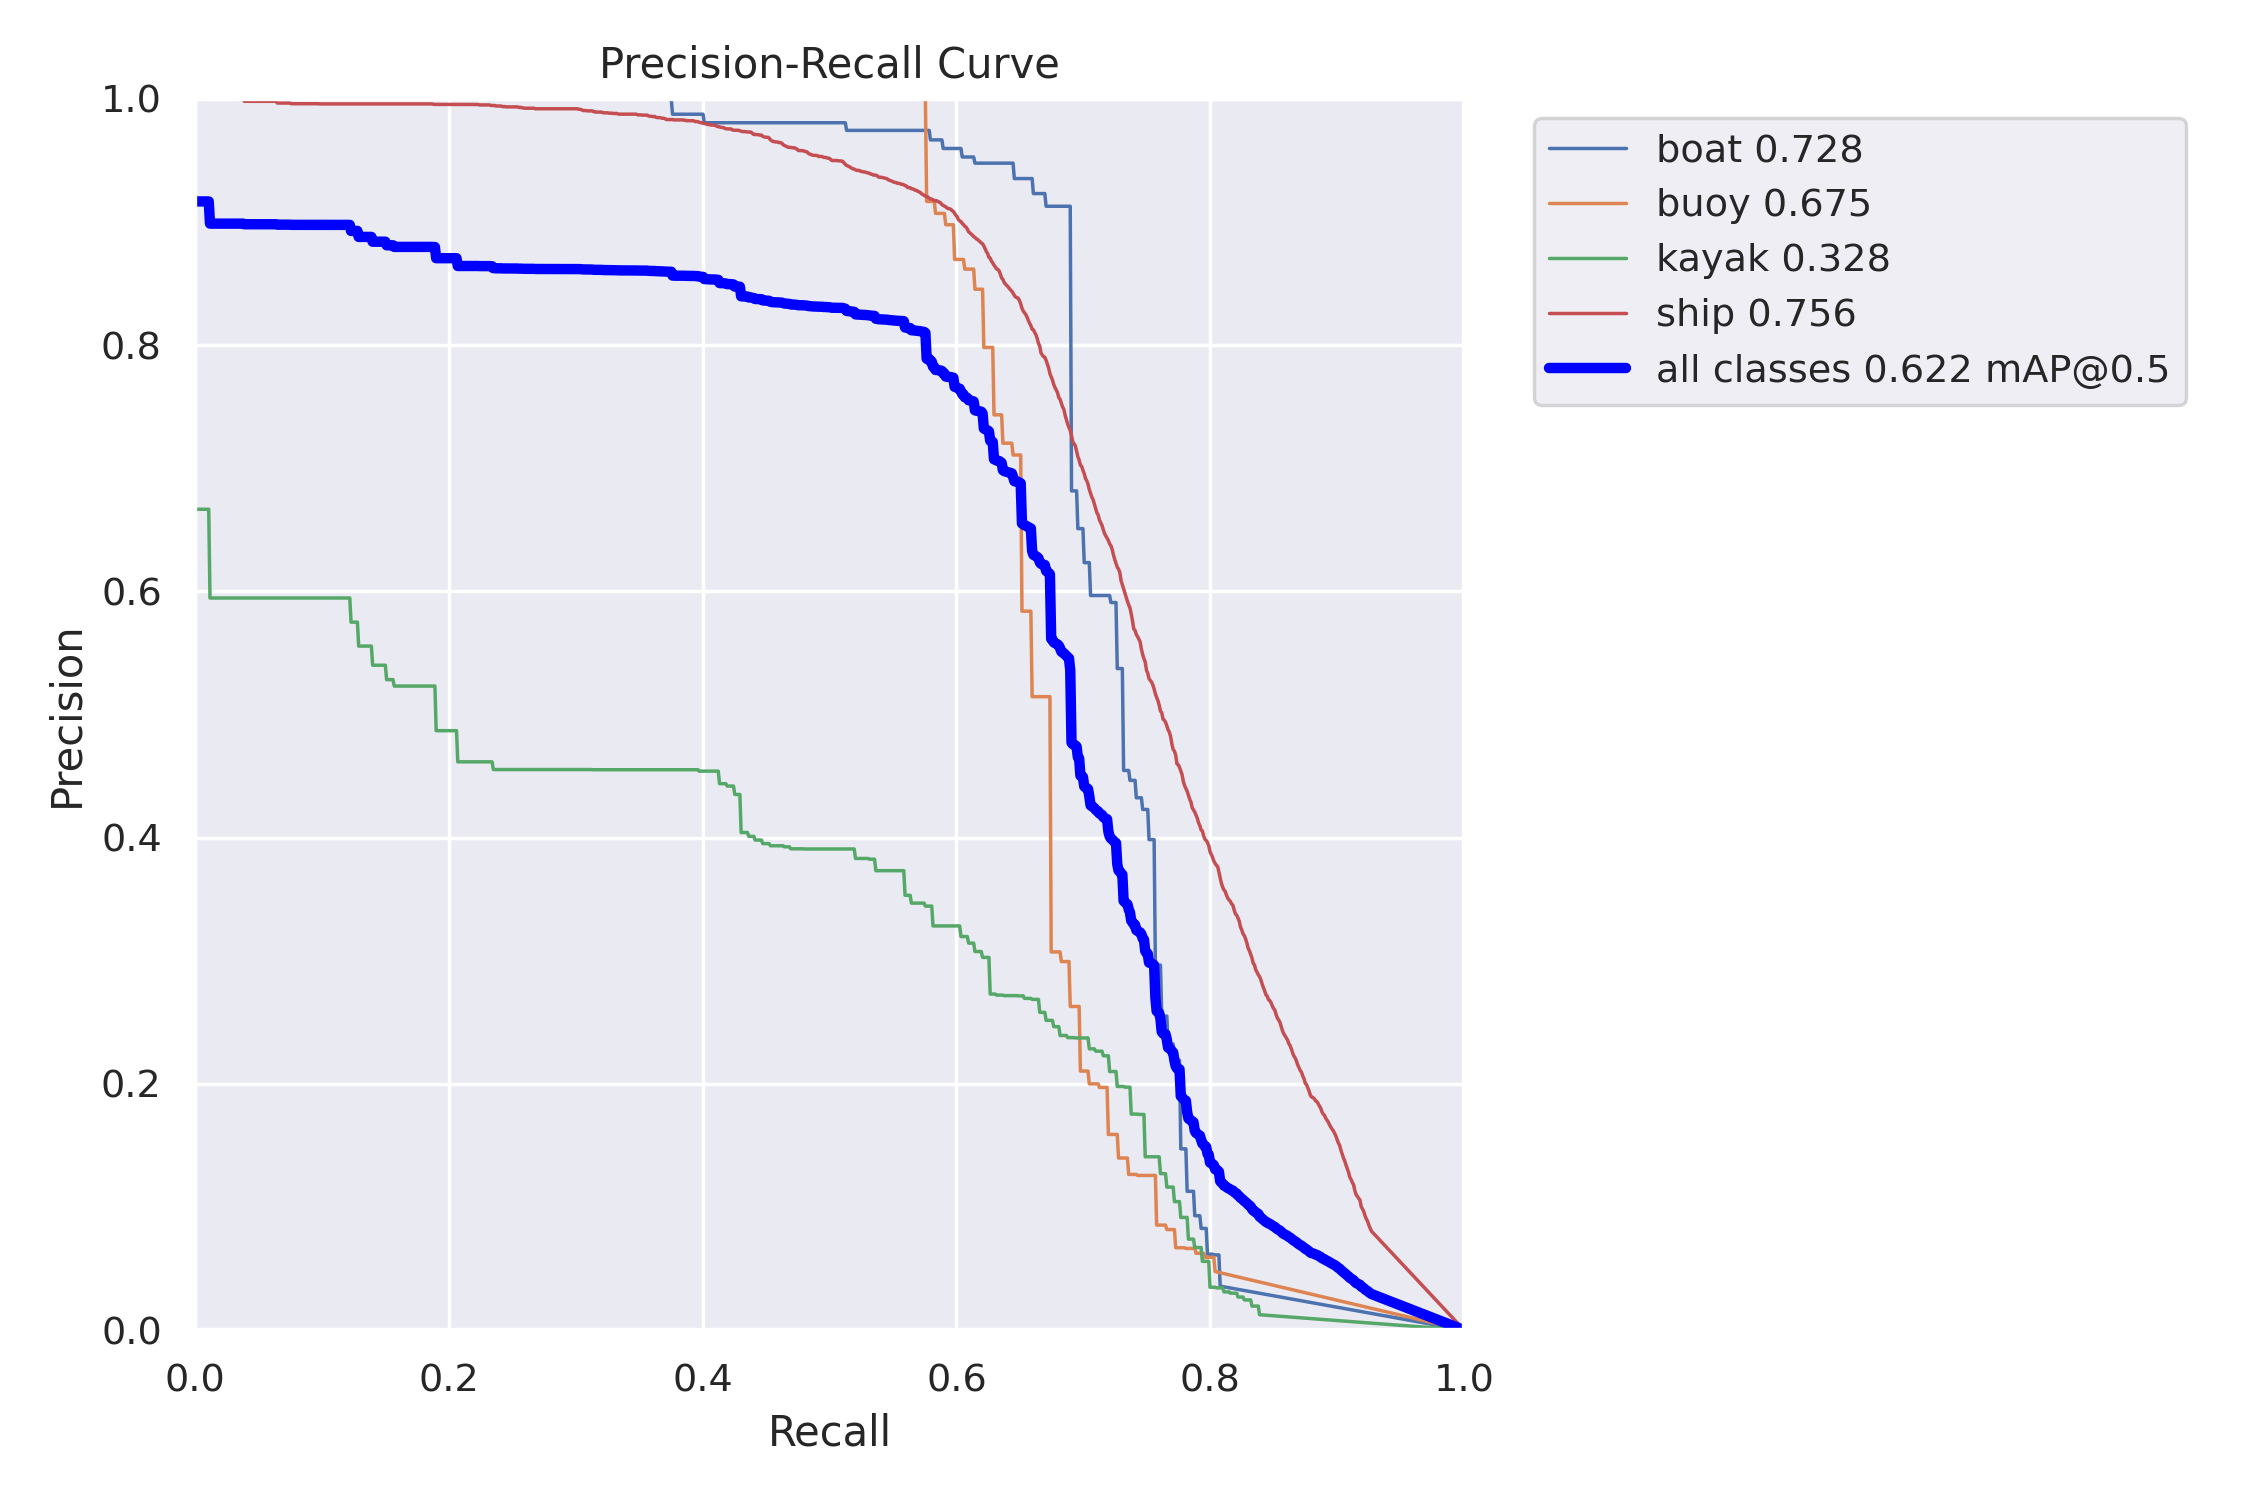 Precision-Recall Curve
1.0
0.8
0.6
0.4
0.2
0.0
Precision
0.0 0.2 0.4 0.6 0.8 1.0
Recall
boat 0.728
buoy 0.675
kayak 0.328
ship 0.756
all classes 0.622 mAP@0.5